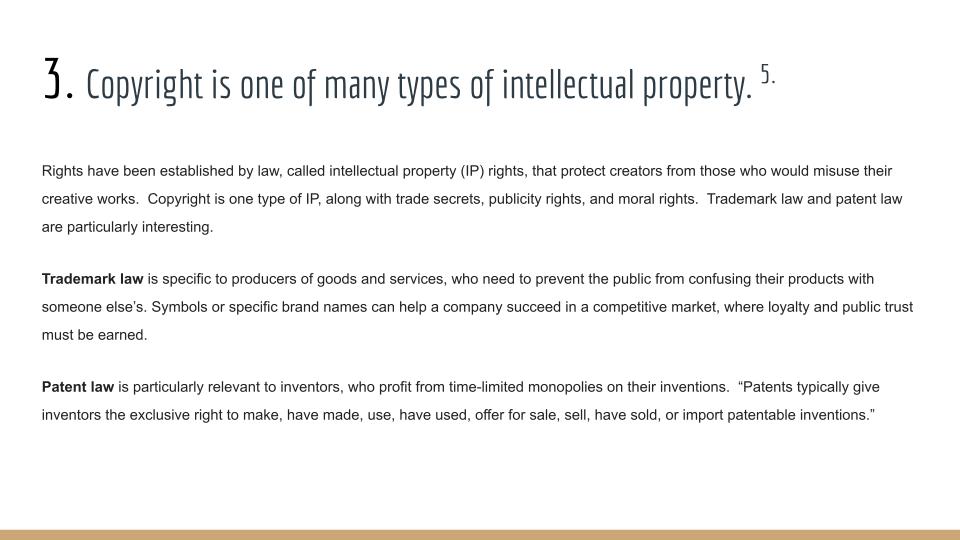 3. Copyright is one of many types of intellectual property. 5.
Rights have been established by law, called intellectual property (IP) rights, that protect creators from those who would misuse their
creative works.  Copyright is one type of IP, along with trade secrets, publicity rights, and moral rights.  Trademark law and patent law
are particularly interesting.
Trademark law is specific to producers of goods and services, who need to prevent the public from confusing their products with
someone else’s. Symbols or specific brand names can help a company succeed in a competitive market, where loyalty and public trust
must be earned.
Patent law is particularly relevant to inventors, who profit from time-limited monopolies on their inventions.  “Patents typically give
inventors the exclusive right to make, have made, use, have used, offer for sale, sell, have sold, or import patentable inventions.”